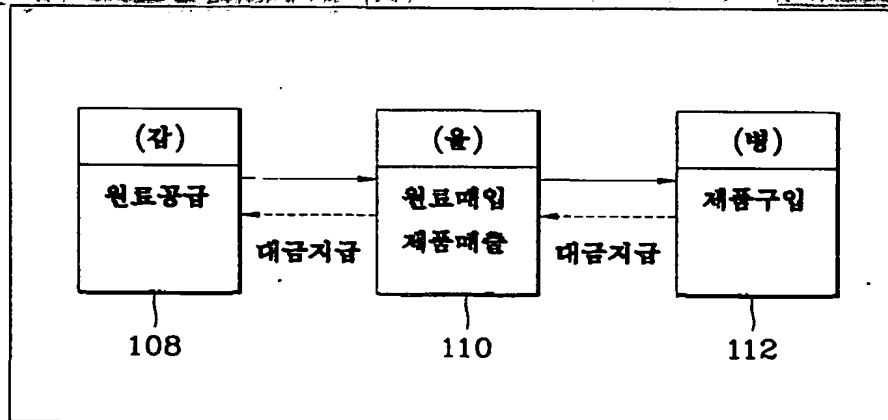 (갑)
원료공급
(을)
원료매입
제품매출
(병)
제품구입
대금지급
대금지급
108
110
112